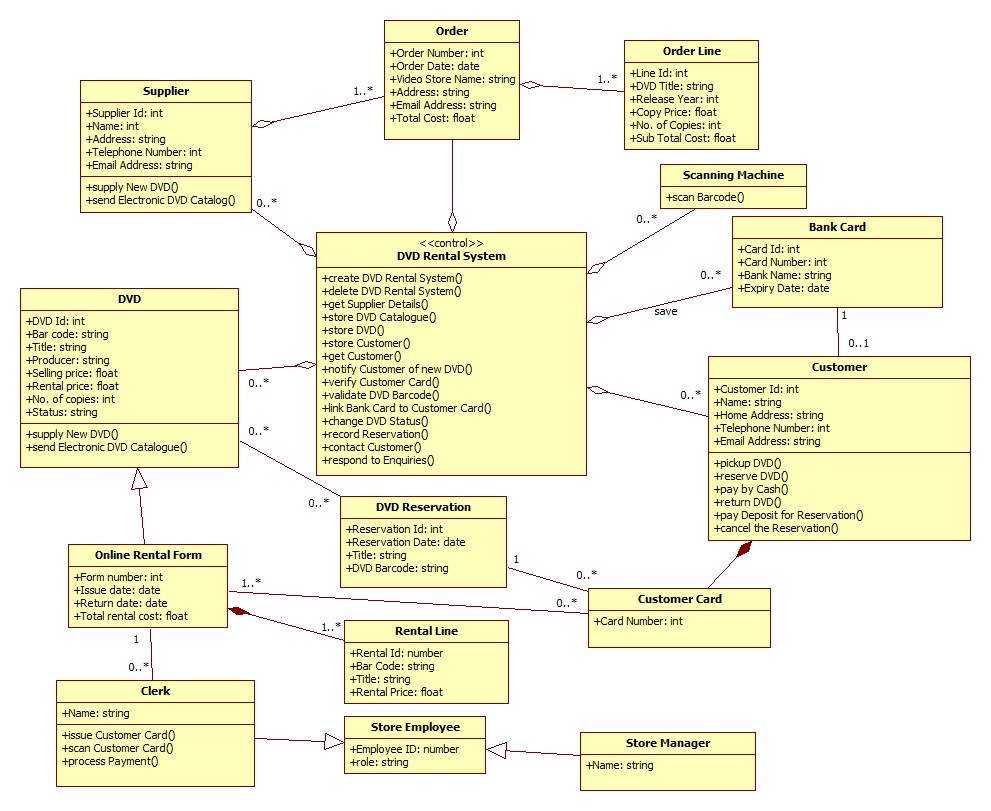 Order
+Order Number: int
+Order Date: date
+Video Store Name: string
+Address: string
+Email Address: string
+Total Cost: float
Order Line
+Line Id: int
+DVD Title: string
+Release Year: int
+Copy Price: float
+No. of Copies: int
+Sub Total Cost: float
1..*
1..*
Supplier
+Supplier Id: int
+Name: int
+Address: string
+Telephone Number: int
+Email Address: string
+supply New DVD()
+send Electronic DVD Catalog()
0..*
Scanning Machine
+scan Barcode()
0..*
Bank Card
+Card Id: int
+Card Number: int
+Bank Name: string
+Expiry Date: date
0..*
save
1
0..1
<<control>>
DVD Rental System
+create DVD Rental System()
+delete DVD Rental System()
+get Supplier Details()
+store DVD Catalogue()
+store DVD()
+store Customer()
+get Customer()
+notify Customer of new DVD()
+verify Customer Card()
+validate DVD Barcode()
+link Bank Card to Customer Card()
+change DVD Status()
+record Reservation()
+contact Customer()
+respond to Enquiries()
DVD
+DVD Id: int
+Bar code: string
+Title: string
+Producer: string
+Selling price: float
+Rental price: float
+No. of copies: int
+Status: string
+supply New DVD()
+send Electronic DVD Catalogue()
0..*
0..*
0..*
Customer
+Customer Id: int
+Name: string
+Home Address: string
+Telephone Number: int
+Email Address: string
+pickup DVD()
+reserve DVD()
+pay by Cash()
+return DVD()
+pay Deposit for Reservation()
+cancel the Reservation()
0..*
DVD Reservation
+Reservation Id: int
+Reservation Date: date
+Title: string
+DVD Barcode: string
1
0..*
Online Rental Form
+Form number: int
+Issue date: date
+Return date: date
+Total rental cost: float
1..*
0..*
Customer Card
+Card Number: int
1..*
Rental Line
+Rental Id: number
+Bar Code: string
+Title: string
+Rental Price: float
1
0..*
Clerk
+Name: string
+issue Customer Card()
+scan Customer Card()
+process Payment()
Store Employee
+Employee ID: number
+role: string
Store Manager
+Name: string